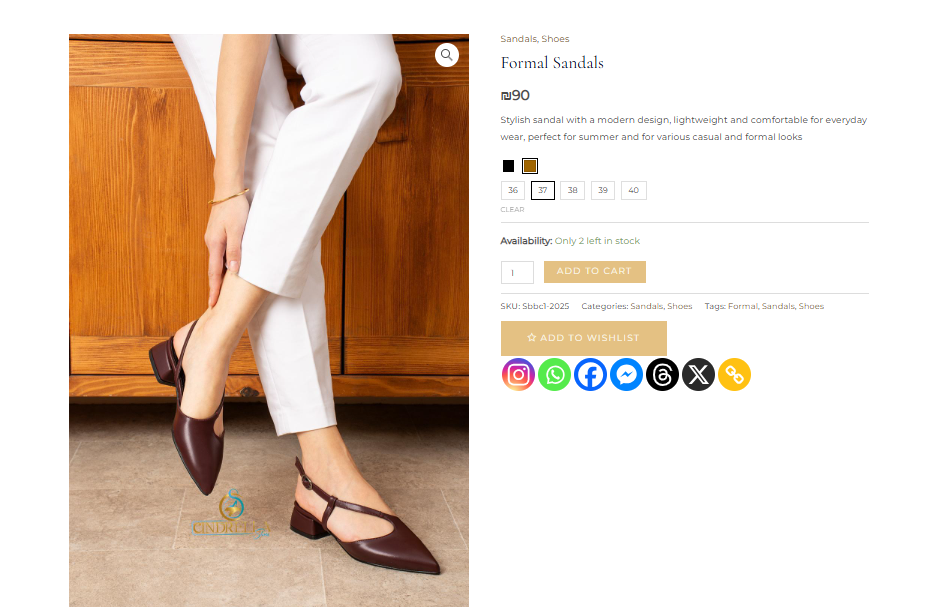 Sandals, Shoes
Formal Sandals
₪90
Stylish sandal with a modern design, lightweight and comfortable for everyday
wear, perfect for summer and for various casual and formal looks
36 37 38 39 40
CLEAR
Availability: Only 2 left in stock
1 ADD TO CART
SKU: Sbbc1-2025 Categories: Sandals, Shoes Tags: Formal, Sandals, Shoes
ADD TO WISHLIST